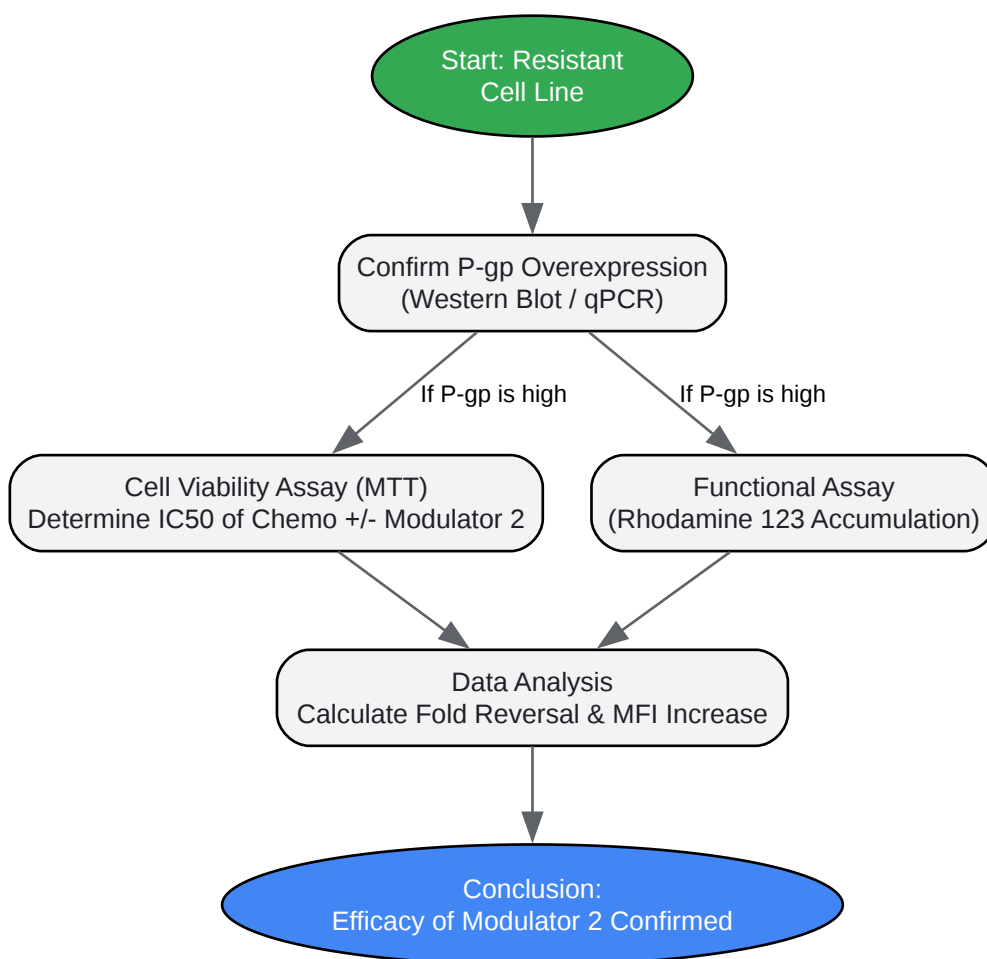 Start: Resistant
Cell Line
Confirm P-gp Overexpression
(Western Blot / qPCR)
If P-gp is high
If P-gp is high
Cell Viability Assay (MTT)
Determine IC50 of Chemo +/- Modulator 2
Functional Assay
(Rhodamine 123 Accumulation)
Data Analysis
Calculate Fold Reversal & MFI Increase
Conclusion:
Efficacy of Modulator 2 Confirmed